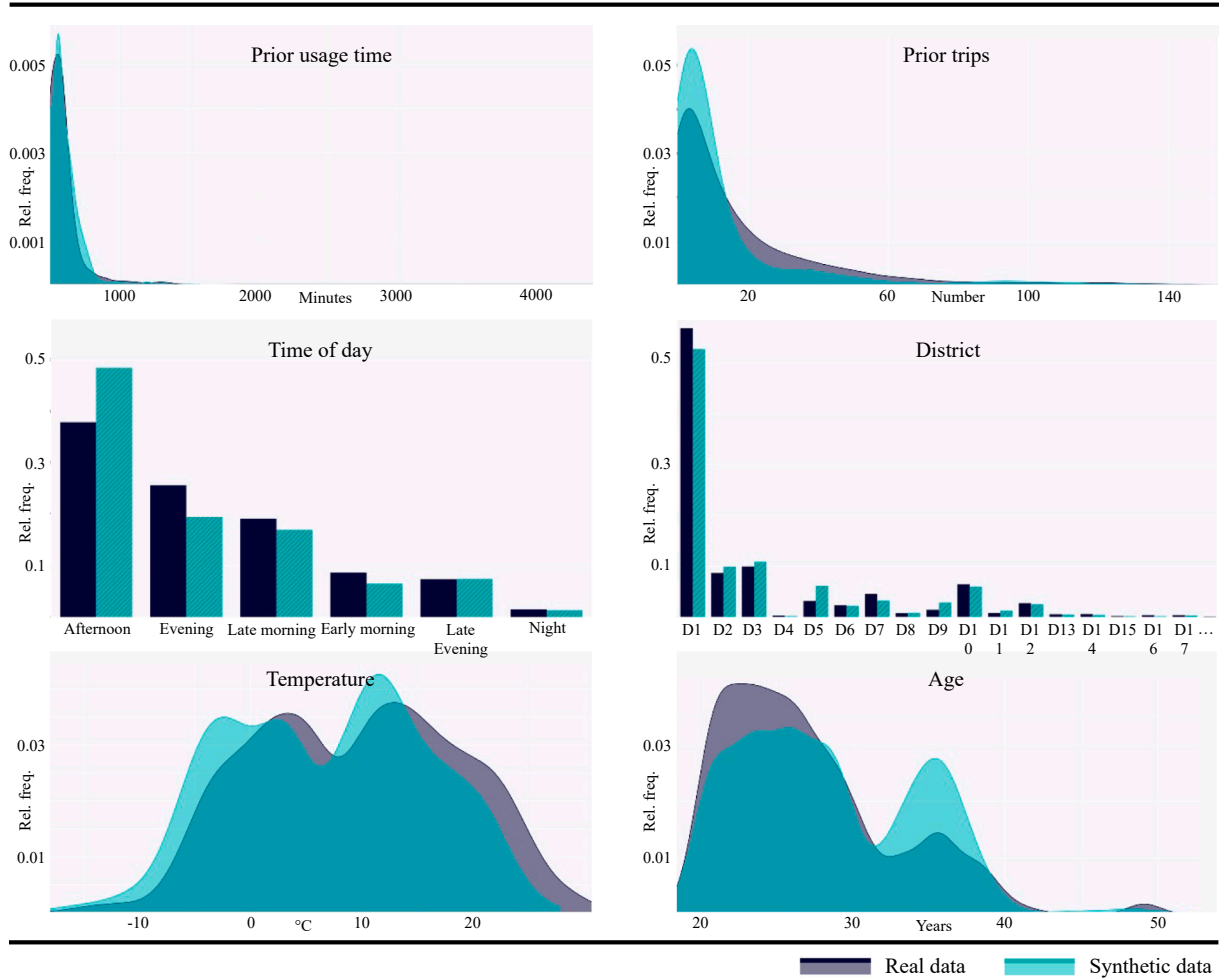 Prior usage time
0.005
0.003
0.001
Rel. freq.
1000
2000
Minutes
3000
4000
Prior trips
0.05
0.03
0.01
Rel. freq.
20
60
Number
100
140
Time of day
0.5
0.3
0.1
Rel. freq.
Afternoon
Evening
Late morning
Early morning
Late
Evening
Night
District
0.5
0.3
0.1
Rel. freq.
D1
D2
D3
D4
D5
D6
D7
D8
D9
D1
0
D1
1
D1
2
D13
D1
4
D15
D1
6
D1
7
...
Temperature
0.03
0.01
Rel. freq.
-10
0
°C
10
20
Age
0.03
0.01
Rel. freq.
20
30
Years
40
50
Real data
Synthetic data